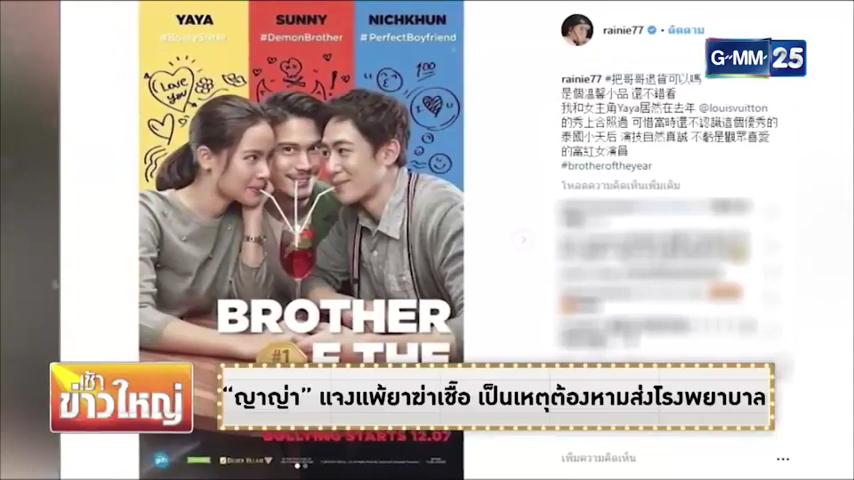 YAYA
#BossySister
SUNNY
#DemonBrother
NICHKHUN
#PerfectBoyfriend
I Love you
100
BROTHER
#1
OF THE
BULLYING STARTS 12.07
rainie77 • ติดตาม
GMM 25
rainie77 #把哥哥退貨可以嗎
是個溫馨小品 還不錯看
我和女主角Yaya居然在去年 @louisvuitton
的秀上合照過 可惜當時還不認識這個優秀的
泰國小天后 演技自然真誠 不虧是觀眾喜愛
的當紅女演員
#brotheroftheyear
โหลดความคิดเห็นเพิ่มเติม
เช้า
ข่าวใหญ่
“ญาญ่า” แจงแพ้ยาฆ่าเชื้อ เป็นเหตุต้องหามส่งโรงพยาบาล
เพิ่มความคิดเห็น